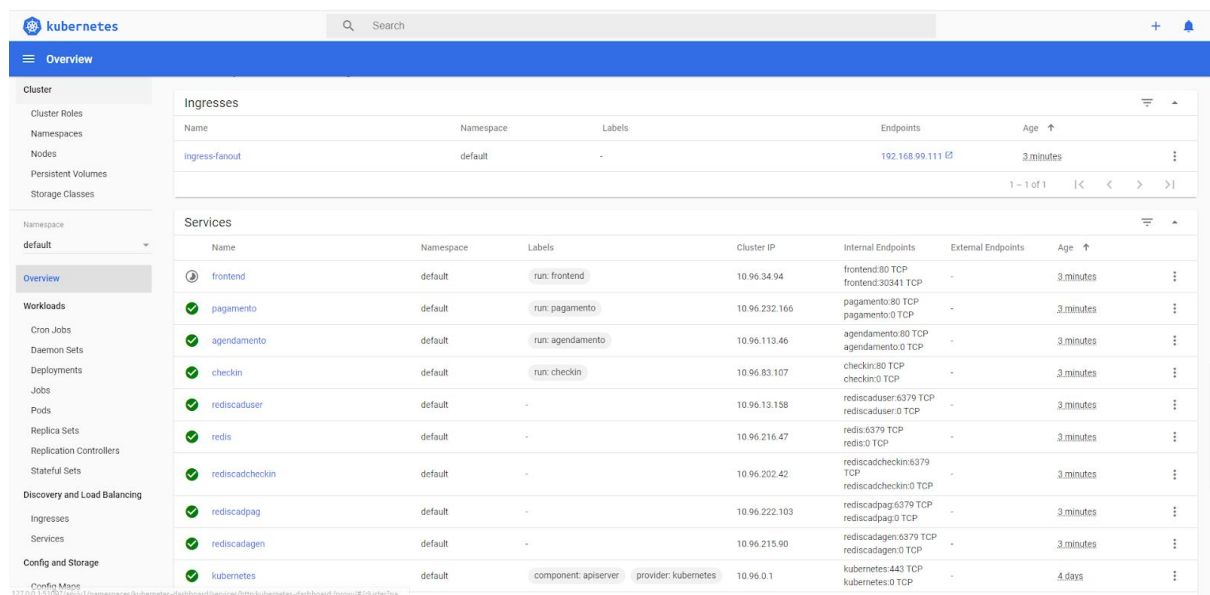 kubernetes
Search
Overview
Cluster
Cluster Roles
Namespaces
Nodes
Persistent Volumes
Storage Classes
Namespace
default
Overview
Workloads
Cron Jobs
Daemon Sets
Deployments
Jobs
Pods
Replica Sets
Replication Controllers
Stateful Sets
Discovery and Load Balancing
Ingresses
Services
Config and Storage
Config Maps
Ingresses
Name Namespace Labels Endpoints Age
ingress-fanout default - 192.168.99.111 3 minutes
1 – 1 of 1
Services
Name Namespace Labels Cluster IP Internal Endpoints External Endpoints Age
frontend default run: frontend 10.96.34.94 frontend:80 TCP - 3 minutes
frontend:30341 TCP
pagamento default run: pagamento 10.96.232.166 pagamento:80 TCP - 3 minutes
pagamento:0 TCP
agendamento default run: agendamento 10.96.113.46 agendamento:80 TCP - 3 minutes
agendamento:0 TCP
checkin default run: checkin 10.96.83.107 checkin:80 TCP - 3 minutes
checkin:0 TCP
rediscaduser default - 10.96.13.158 rediscaduser:6379 TCP - 3 minutes
rediscaduser:0 TCP
redis default - 10.96.216.47 redis:6379 TCP - 3 minutes
redis:0 TCP
rediscadcheckin default - 10.96.202.42 rediscadcheckin:6379 - 3 minutes
TCP
rediscadcheckin:0 TCP
rediscadpag default - 10.96.222.103 rediscadpag:6379 TCP - 3 minutes
rediscadpag:0 TCP
rediscadagen default - 10.96.215.90 rediscadagen:6379 TCP - 3 minutes
rediscadagen:0 TCP
kubernetes default component: apiserver provider: kubernetes 10.96.0.1 kubernetes:443 TCP - 4 days
kubernetes:0 TCP